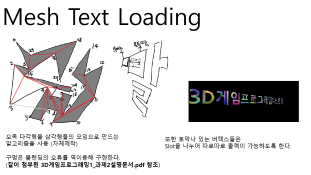 Mesh Text Loading
3D게임프로그래밍
오목 다각형을 삼각형들의 모임으로 만드는
알고리즘을 사용 (자체제작)
구멍은 블렌딩의 오류를 역이용해 구현한다.
(같이 첨부된 3D게임프로그래밍1_과제2설명문서.pdf 참조)
또한 토막나 있는 버텍스들은
Slot을 나누어 따로따로 출력이 가능하도록 한다.